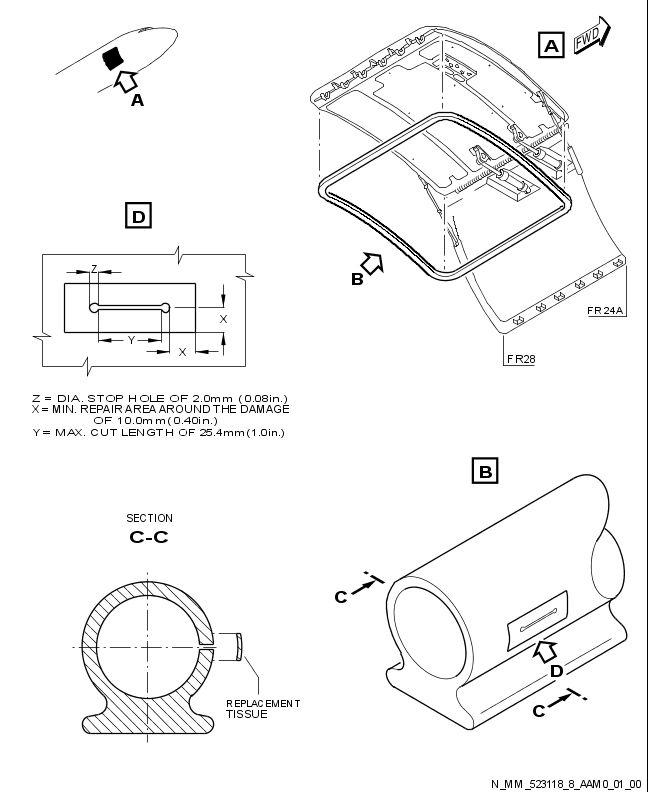 A
A
FWD
B
FR24A
FR28
D
Z
X
Y
X
Z = DIA. STOP HOLE OF 2.0mm (0.08in.)
X = MIN. REPAIR AREA AROUND THE DAMAGE
OF 10.0mm (0.40in.)
Y = MAX. CUT LENGTH OF 25.4mm (1.0in.)
B
SECTION
C-C
REPLACEMENT
TISSUE
C
D
C
N_MM_523118_8_AAM0_01_00